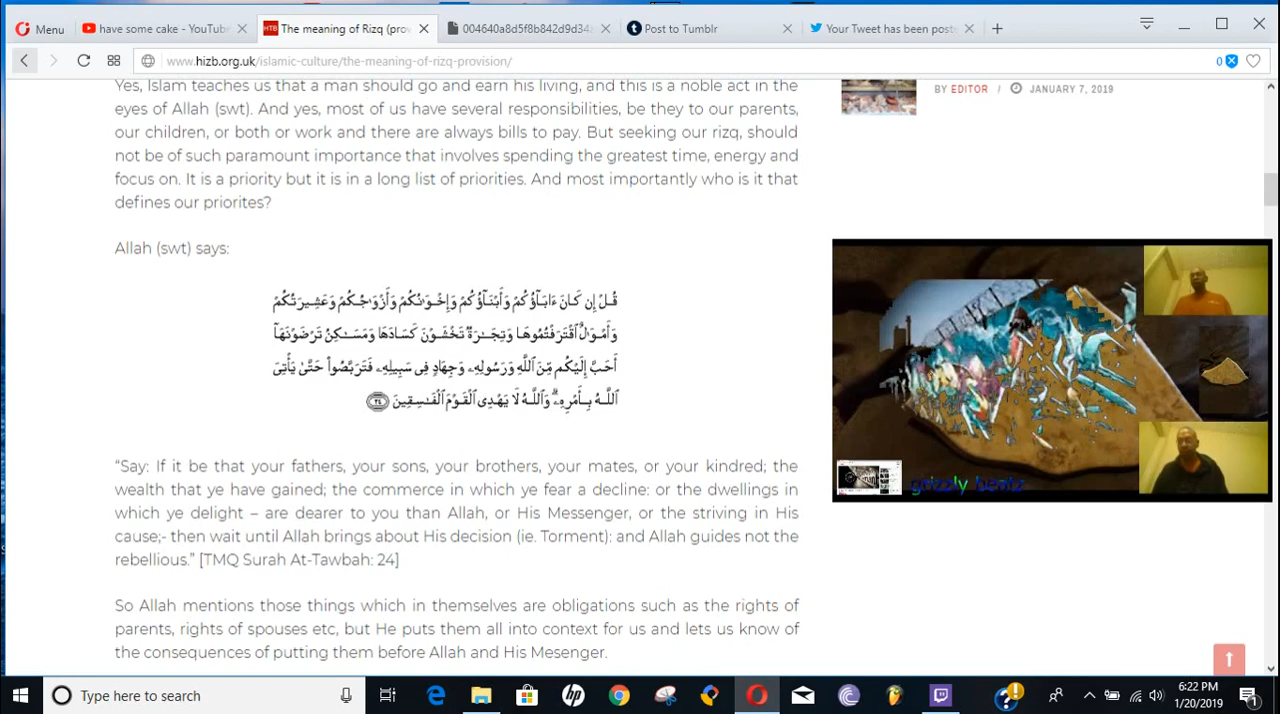 Menu
have some cake - YouTube
The meaning of Rizq (prov
004640a8d5f8b842d9d34
Post to Tumblr
Your Tweet has been post
www.hizb.org.uk/islamic-culture/the-meaning-of-rizq-provision/
0
Yes, Islam teaches us that a man should go and earn his living, and this is a noble act in the
eyes of Allah (swt). And yes, most of us have several responsibilities, be they to our parents,
our children, or both or work and there are always bills to pay. But seeking our rizq, should
not be of such paramount importance that involves spending the greatest time, energy and
focus on. It is a priority but it is in a long list of priorities. And most importantly who is it that
defines our priorites?
Allah (swt) says:
قُلْ إِن كَانَ ءَابَآؤُكُمْ وَأَبْنَآؤُكُمْ وَإِخْوَٰنُكُمْ وَأَزْوَٰجُكُمْ وَعَشِيرَتُكُمْ
وَأَمْوَٰلٌ ٱقْتَرَفْتُمُوهَا وَتِجَـٰرَةٌ تَخْشَوْنَ كَسَادَهَا وَمَسَـٰكِنُ تَرْضَوْنَهَآ
أَحَبَّ إِلَيْكُم مِّنَ ٱللَّهِ وَرَسُولِهِۦ وَجِهَادٍ فِى سَبِيلِهِۦ فَتَرَبَّصُوا۟ حَتَّىٰ يَأْتِىَ
ٱللَّـهُ بِأَمْرِهِۦ ۗ وَٱللَّـهُ لَا يَهْدِى ٱلْقَوْمَ ٱلْفَـٰسِقِينَ ﴿٢٤﴾
“Say: If it be that your fathers, your sons, your brothers, your mates, or your kindred; the
wealth that ye have gained; the commerce in which ye fear a decline: or the dwellings in
which ye delight – are dearer to you than Allah, or His Messenger, or the striving in His
cause;- then wait until Allah brings about His decision (ie. Torment): and Allah guides not the
rebellious.” [TMQ Surah At-Tawbah: 24]
So Allah mentions those things which in themselves are obligations such as the rights of
parents, rights of spouses etc, but He puts them all into context for us and lets us know of
the consequences of putting them before Allah and His Mesenger.
BY EDITOR / JANUARY 7, 2019
grizzly beatz
Type here to search
6:22 PM
1/20/2019
1